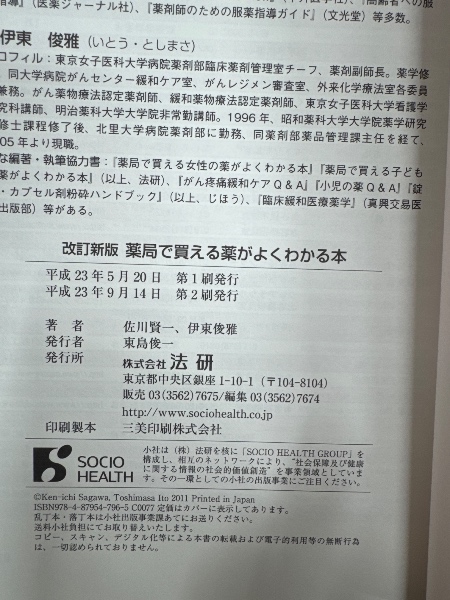 指導』（医薬ジャーナル社）、『薬剤師のための服薬指導ガイド』（文光堂）等多数。
伊東 俊雅（いとう・としまさ）
ロフィル：東京女子医科大学病院薬剤部臨床薬剤管理室チーフ、薬剤副部長。薬学修
。同大学病院がんセンター緩和ケア室、がんレジメン審査室、外来化学療法室各委員
兼務。がん薬物療法認定薬剤師、緩和薬物療法認定薬剤師、東京女子医科大学看護学
究科講師、明治薬科大学大学院非常勤講師。1996年、昭和薬科大学大学院薬学研究
修士課程修了後、北里大学病院薬剤部に勤務、同薬剤部薬品管理課主任を経て、
05年より現職。
な編著・執筆協力書：『薬局で買える女性の薬がよくわかる本』『薬局で買える子ども
薬がよくわかる本』（以上、法研）、『がん疼痛緩和ケアＱ＆Ａ』『小児の薬Ｑ＆Ａ』『錠
・カプセル剤粉砕ハンドブック』（以上、じほう）、『臨床緩和医療薬学』（真興交易医
出版部）等がある。
改訂新版 薬局で買える薬がよくわかる本
平成23年5月20日 第1刷発行
平成23年9月14日 第2刷発行
著者 佐川賢一、伊東俊雅
発行者 東島俊一
発行所 株式会社 法研
東京都中央区銀座1-10-1（〒104-8104）
販売03(3562)7675/編集03(3562)7674
http://www.sociohealth.co.jp
印刷製本 三美印刷株式会社
SOCIO HEALTH
小社は（株）法研を核に「SOCIO HEALTH GROUP」を
構成し、相互のネットワークにより、“社会保障及び健康
に関する情報の社会的価値創造”を事業領域としていま
す。その一環としての小社の出版事業にご注目ください。
©Ken-ichi Sagawa, Toshimasa Ito 2011 Printed in Japan
ISBN978-4-87954-796-5 C0077 定価はカバーに表示してあります。
乱丁本・落丁本は小社出版事業課あてにお送りください。
送料小社負担にてお取り替えいたします。
コピー、スキャン、デジタル化等による本書の転載および電子的利用等の無断行為
は、一切認められておりません。